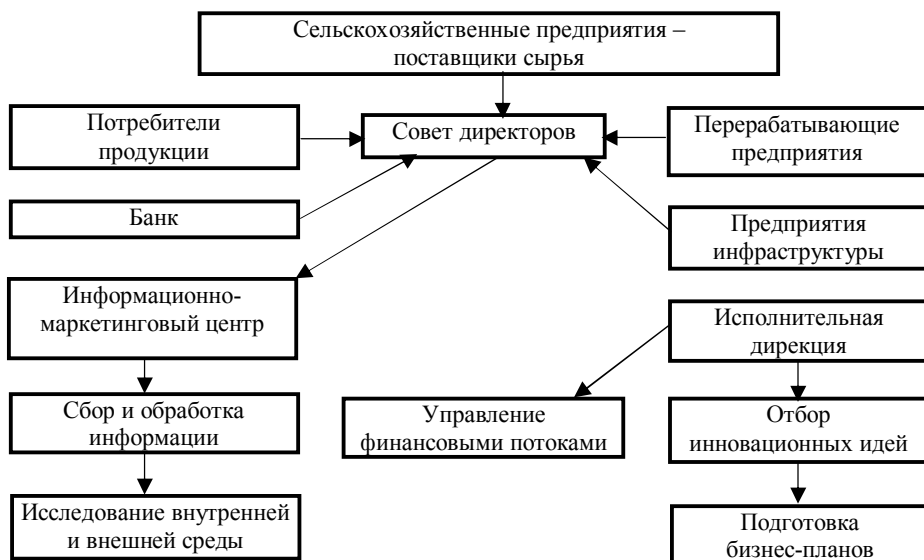 Сельскохозяйственные предприятия –
поставщики сырья
Потребители
продукции
Совет директоров
Перерабатывающие
предприятия
Банк
Предприятия
инфраструктуры
Информационно-
маркетинговый центр
Исполнительная
дирекция
Сбор и обработка
информации
Управление
финансовыми потоками
Отбор
инновационных идей
Исследование внутренней
и внешней среды
Подготовка
бизнес-планов